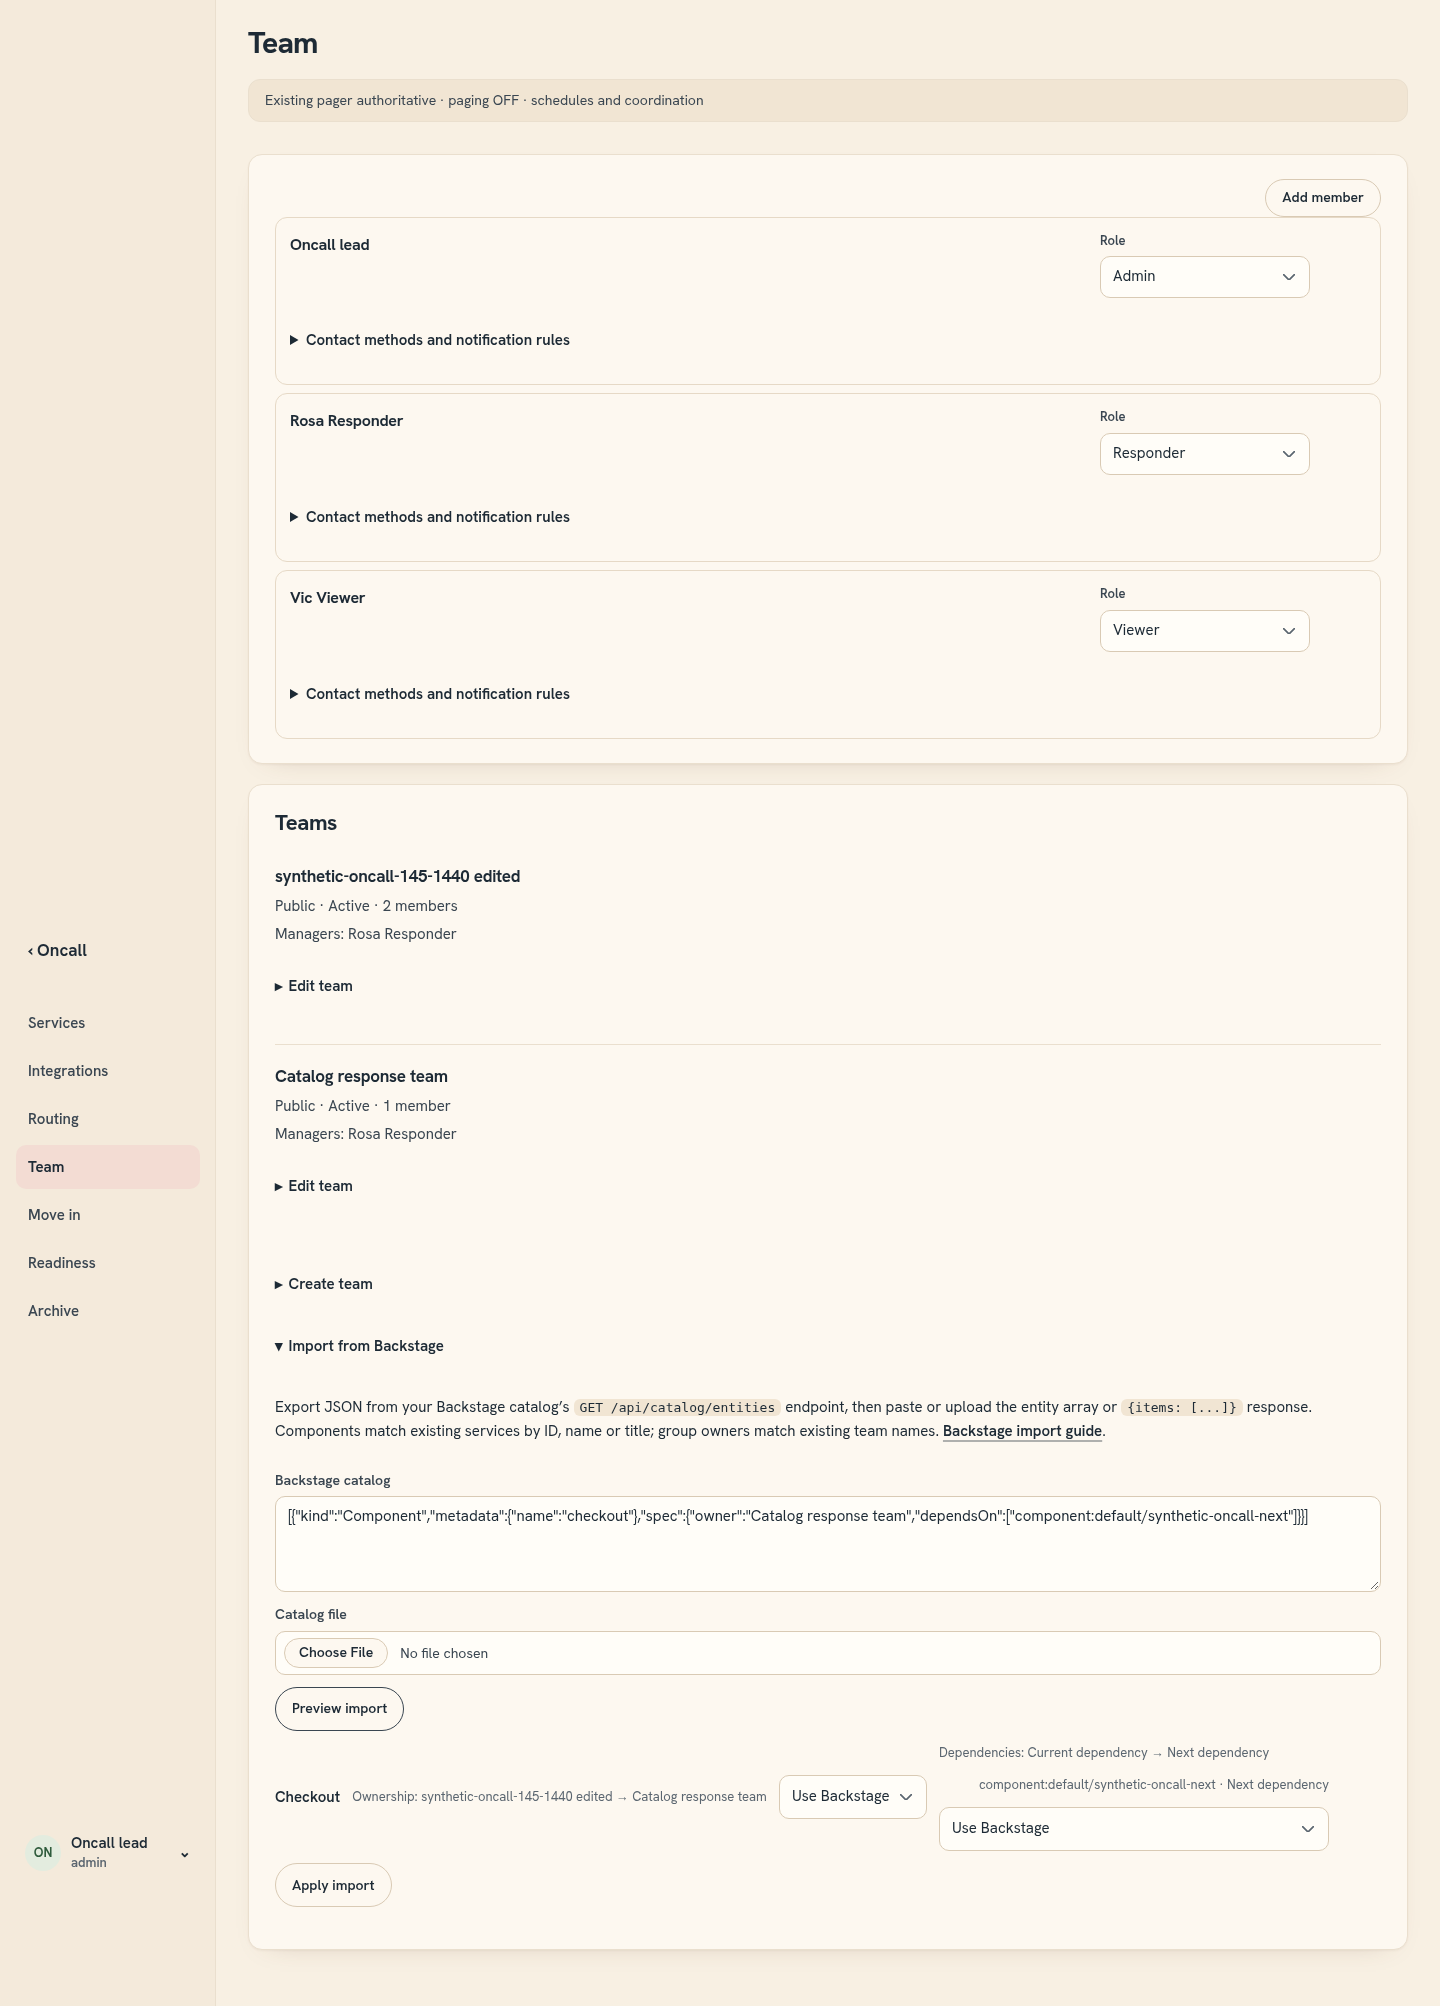 Team
Existing pager authoritative · paging OFF · schedules and coordination
Add member
Oncall lead
Role
Admin
▶ Contact methods and notification rules
Rosa Responder
Role
Responder
▶ Contact methods and notification rules
Vic Viewer
Role
Viewer
▶ Contact methods and notification rules
Teams
synthetic-oncall-145-1440 edited
Public · Active · 2 members
Managers: Rosa Responder
▸ Edit team
Catalog response team
Public · Active · 1 member
Managers: Rosa Responder
▸ Edit team
▸ Create team
▾ Import from Backstage
Export JSON from your Backstage catalog’s GET /api/catalog/entities endpoint, then paste or upload the entity array or {items: [...]} response.
Components match existing services by ID, name or title; group owners match existing team names. Backstage import guide.
Backstage catalog
[{"kind":"Component","metadata":{"name":"checkout"},"spec":{"owner":"Catalog response team","dependsOn":["component:default/synthetic-oncall-next"]}}]
Catalog file
Choose File No file chosen
Preview import
Checkout Ownership: synthetic-oncall-145-1440 edited → Catalog response team Use Backstage
Dependencies: Current dependency → Next dependency
component:default/synthetic-oncall-next · Next dependency
Use Backstage
Apply import
‹ Oncall
Services
Integrations
Routing
Team
Move in
Readiness
Archive
ON
Oncall lead
admin